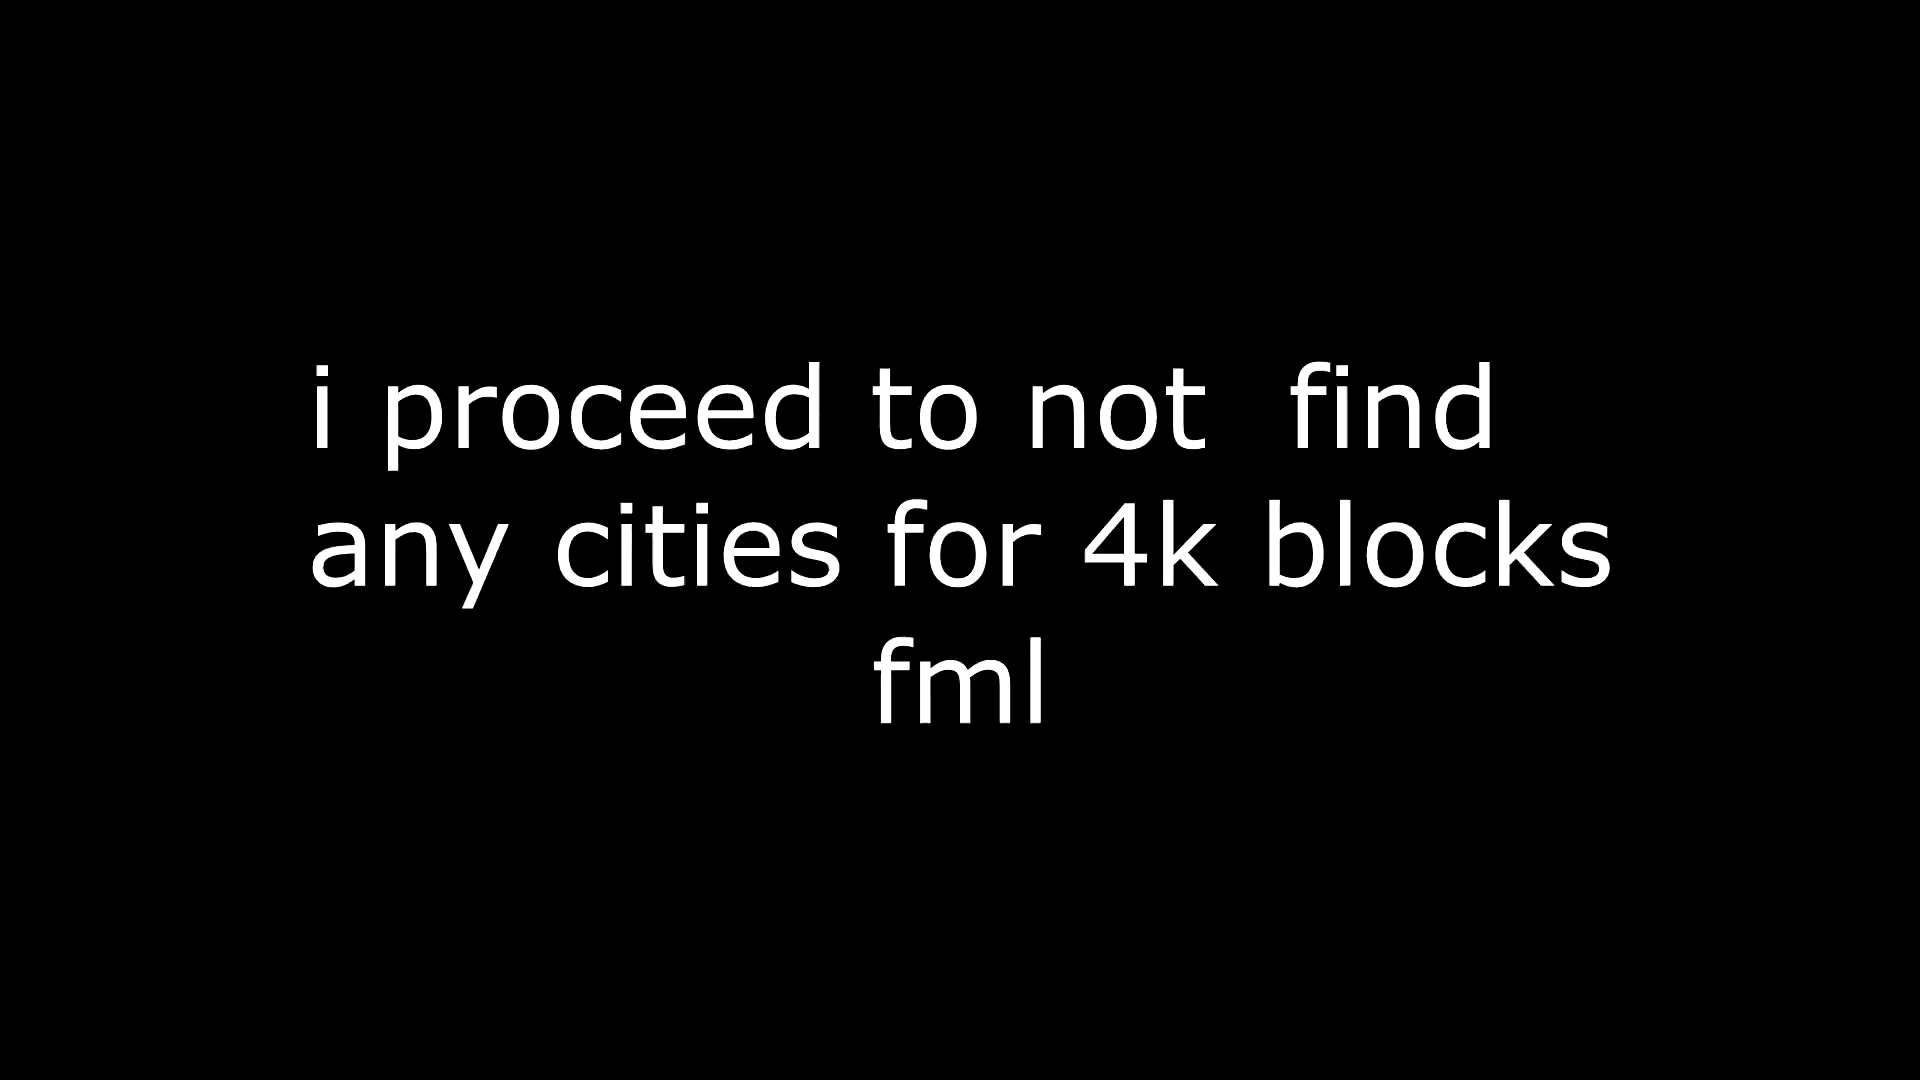 i proceed to not  find
any cities for 4k blocks
fml